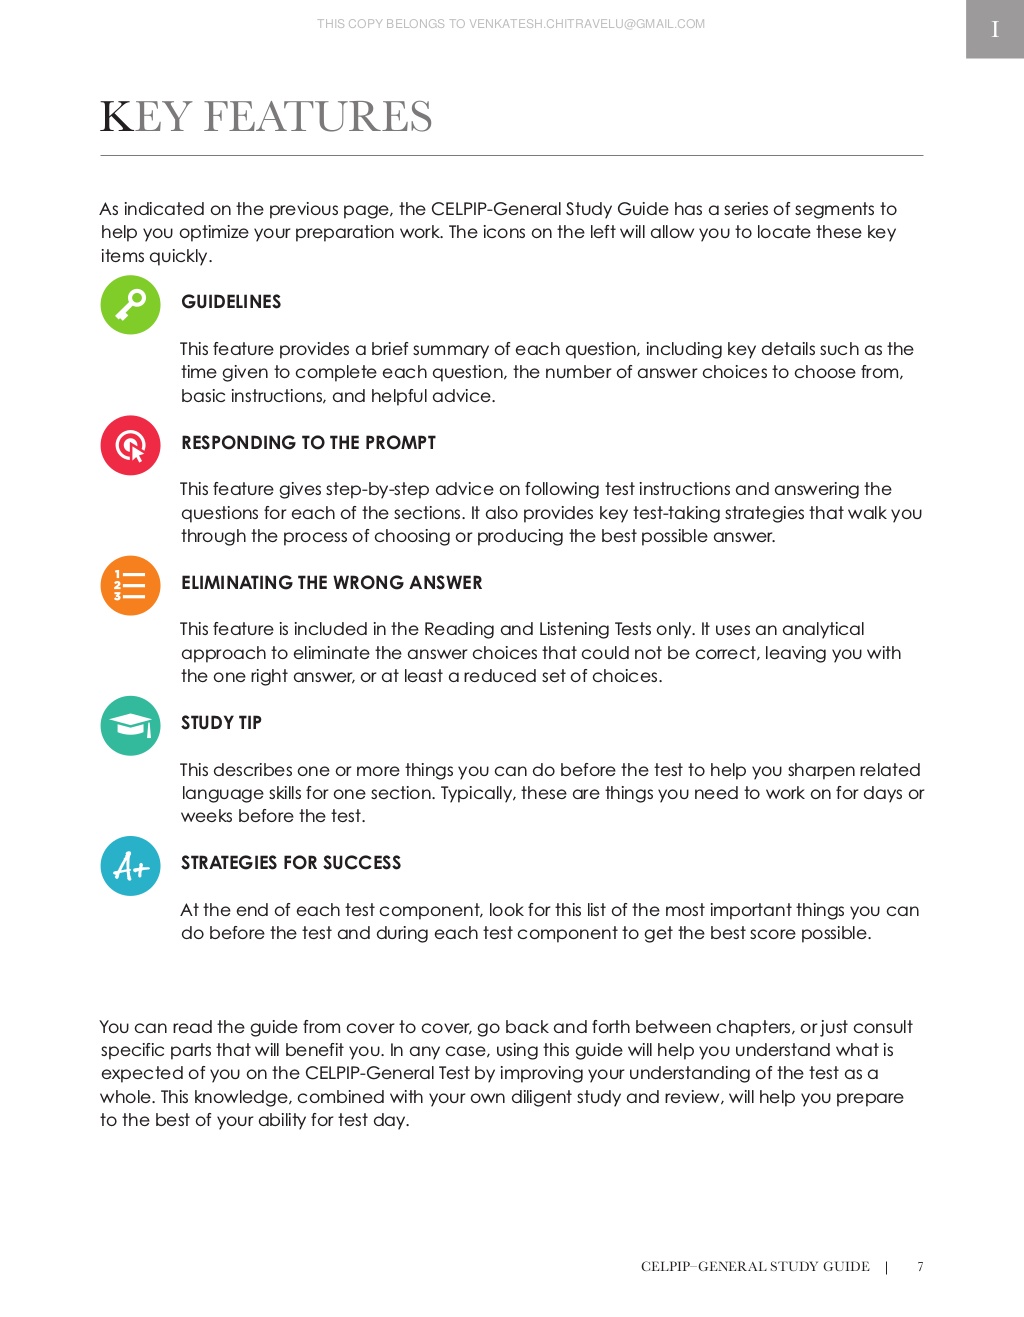 THIS COPY BELONGS TO VENKATESH.CHITRAVELU@GMAIL.COM
I
KEY FEATURES
As indicated on the previous page, the CELPIP-General Study Guide has a series of segments to
help you optimize your preparation work. The icons on the left will allow you to locate these key
items quickly.
GUIDELINES
This feature provides a brief summary of each question, including key details such as the
time given to complete each question, the number of answer choices to choose from,
basic instructions, and helpful advice.
RESPONDING TO THE PROMPT
This feature gives step-by-step advice on following test instructions and answering the
questions for each of the sections. It also provides key test-taking strategies that walk you
through the process of choosing or producing the best possible answer.
1
2
3
ELIMINATING THE WRONG ANSWER
This feature is included in the Reading and Listening Tests only. It uses an analytical
approach to eliminate the answer choices that could not be correct, leaving you with
the one right answer, or at least a reduced set of choices.
STUDY TIP
This describes one or more things you can do before the test to help you sharpen related
language skills for one section. Typically, these are things you need to work on for days or
weeks before the test.
A+
STRATEGIES FOR SUCCESS
At the end of each test component, look for this list of the most important things you can
do before the test and during each test component to get the best score possible.
You can read the guide from cover to cover, go back and forth between chapters, or just consult
specific parts that will benefit you. In any case, using this guide will help you understand what is
expected of you on the CELPIP-General Test by improving your understanding of the test as a
whole. This knowledge, combined with your own diligent study and review, will help you prepare
to the best of your ability for test day.
CELPIP–GENERAL STUDY GUIDE | 7